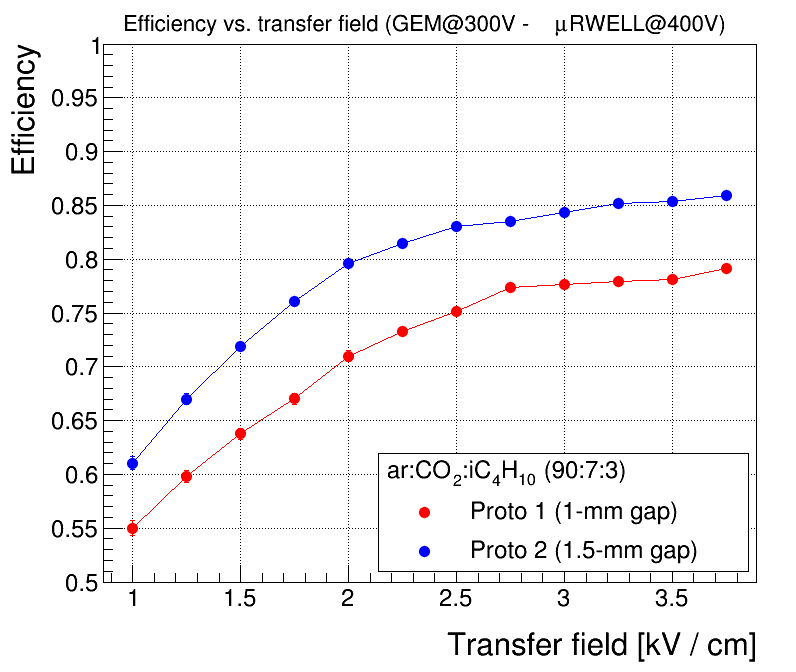 Efficiency vs. transfer field (GEM@300V - μRWELL@400V)
Efficiency
1
0.95
0.9
0.85
0.8
0.75
0.7
0.65
0.6
0.55
0.5
ar:CO₂:iC₄H₁₀ (90:7:3)
Proto 1 (1-mm gap)
Proto 2 (1.5-mm gap)
1 1.5 2 2.5 3 3.5
Transfer field [kV / cm]